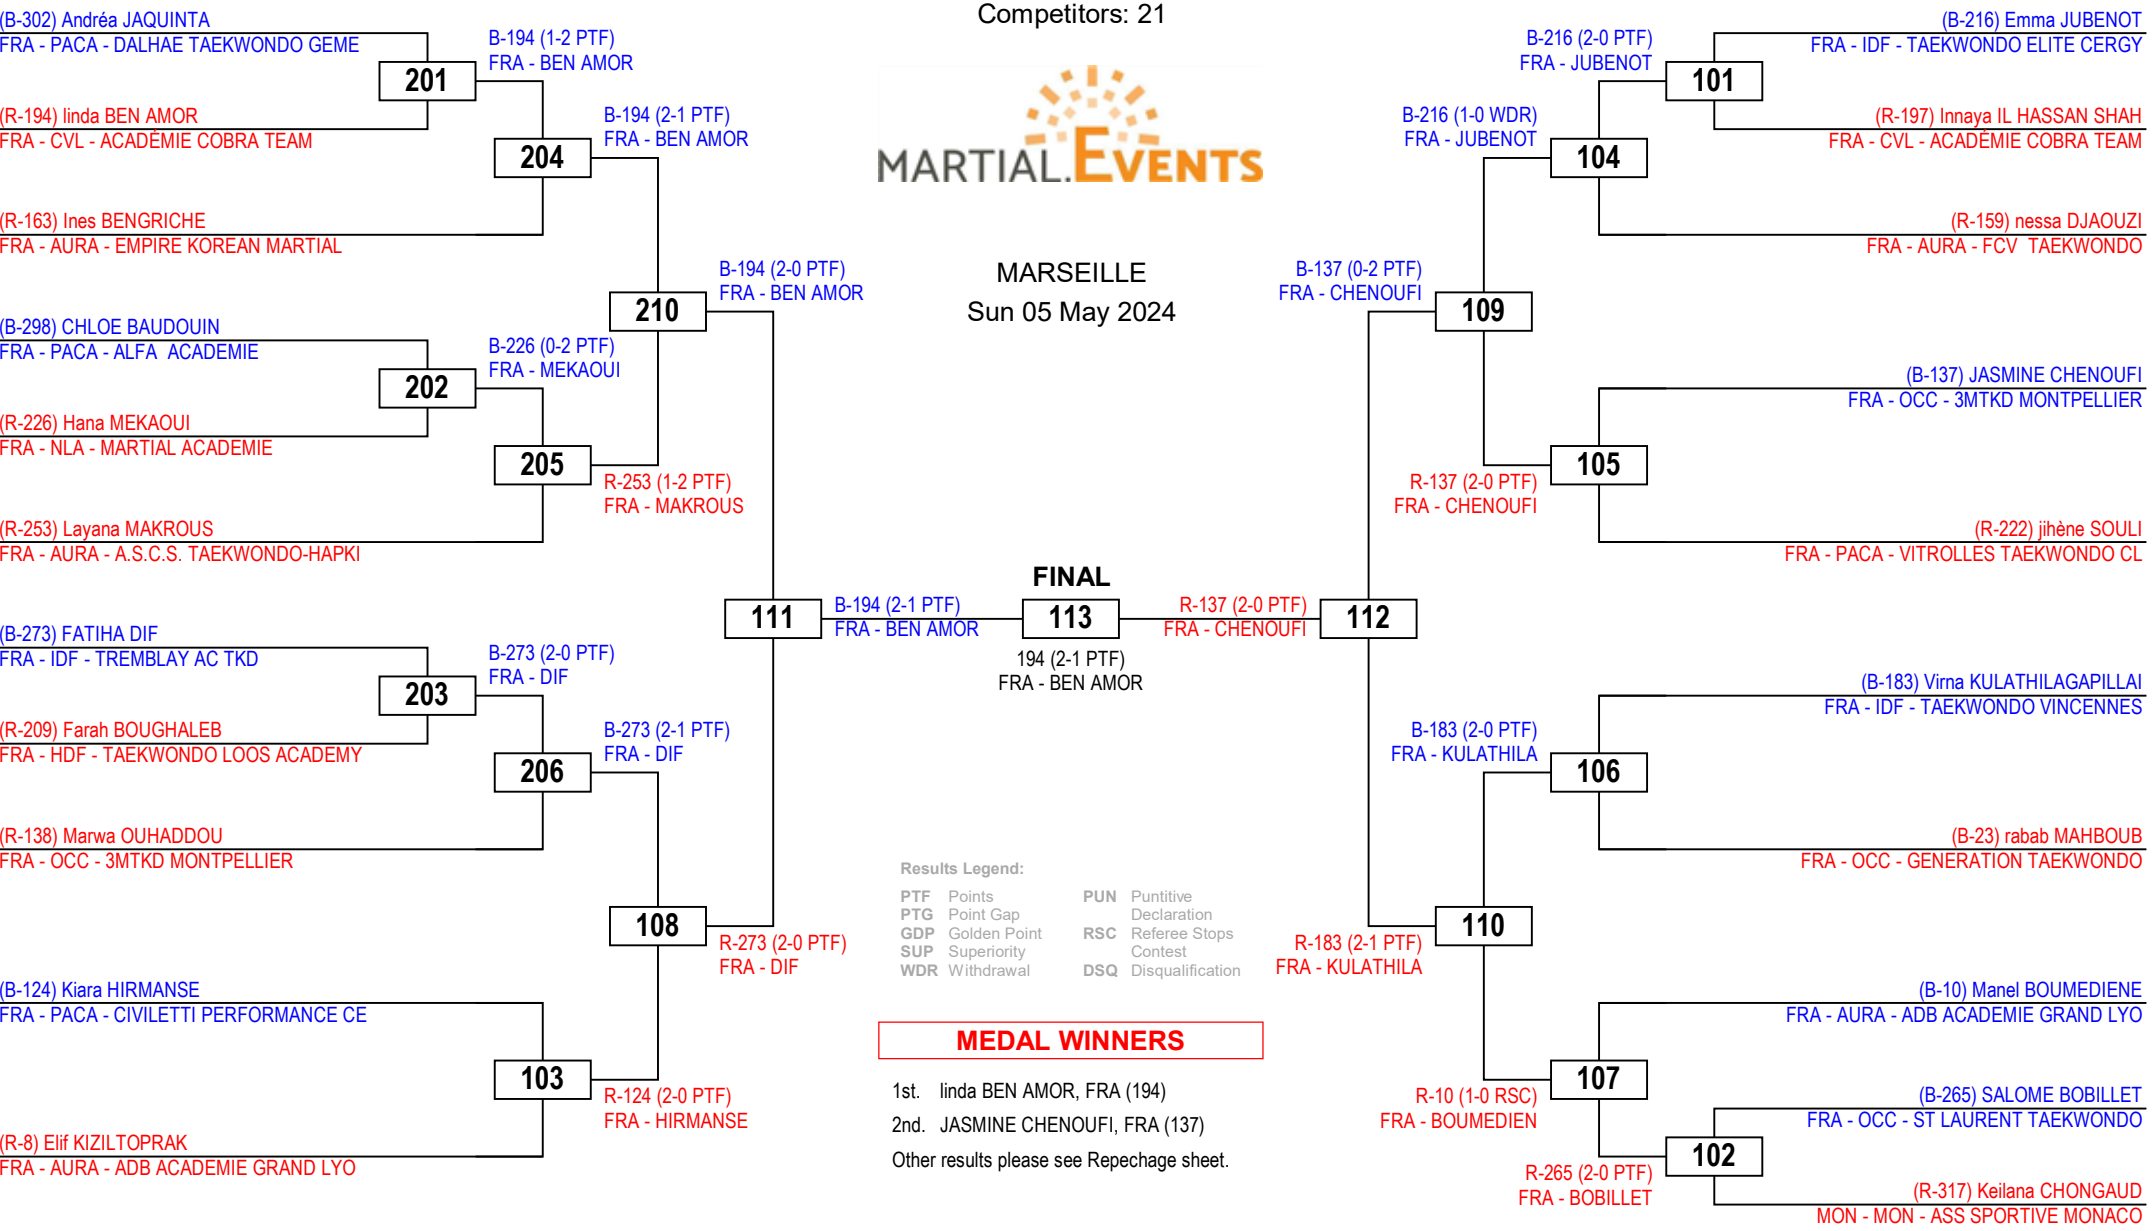 Competitors: 21
MARTIAL.EVENTS
MARSEILLE
Sun 05 May 2024
(B-302) Andréa JAQUINTA
FRA - PACA - DALHAE TAEKWONDO GEME
201
(R-194) linda BEN AMOR
FRA - CVL - ACADÉMIE COBRA TEAM
B-194 (1-2 PTF)
FRA - BEN AMOR
204
B-194 (2-1 PTF)
FRA - BEN AMOR
(R-163) Ines BENGRICHE
FRA - AURA - EMPIRE KOREAN MARTIAL
210
B-194 (2-0 PTF)
FRA - BEN AMOR
(B-298) CHLOE BAUDOUIN
FRA - PACA - ALFA  ACADEMIE
202
B-226 (0-2 PTF)
FRA - MEKAOUI
(R-226) Hana MEKAOUI
FRA - NLA - MARTIAL ACADEMIE
205
R-253 (1-2 PTF)
FRA - MAKROUS
(R-253) Layana MAKROUS
FRA - AURA - A.S.C.S. TAEKWONDO-HAPKI
111
B-194 (2-1 PTF)
FRA - BEN AMOR
(B-273) FATIHA DIF
FRA - IDF - TREMBLAY AC TKD
203
B-273 (2-0 PTF)
FRA - DIF
(R-209) Farah BOUGHALEB
FRA - HDF - TAEKWONDO LOOS ACADEMY
206
B-273 (2-1 PTF)
FRA - DIF
(R-138) Marwa OUHADDOU
FRA - OCC - 3MTKD MONTPELLIER
108
R-273 (2-0 PTF)
FRA - DIF
(B-124) Kiara HIRMANSE
FRA - PACA - CIVILETTI PERFORMANCE CE
103
R-124 (2-0 PTF)
FRA - HIRMANSE
(R-8) Elif KIZILTOPRAK
FRA - AURA - ADB ACADEMIE GRAND LYO
FINAL
113
194 (2-1 PTF)
FRA - BEN AMOR
(B-216) Emma JUBENOT
FRA - IDF - TAEKWONDO ELITE CERGY
B-216 (2-0 PTF)
FRA - JUBENOT
101
(R-197) Innaya IL HASSAN SHAH
FRA - CVL - ACADÉMIE COBRA TEAM
B-216 (1-0 WDR)
FRA - JUBENOT
104
(R-159) nessa DJAOUZI
FRA - AURA - FCV  TAEKWONDO
B-137 (0-2 PTF)
FRA - CHENOUFI
109
(B-137) JASMINE CHENOUFI
FRA - OCC - 3MTKD MONTPELLIER
105
R-137 (2-0 PTF)
FRA - CHENOUFI
(R-222) jihène SOULI
FRA - PACA - VITROLLES TAEKWONDO CL
R-137 (2-0 PTF)
FRA - CHENOUFI
112
(B-183) Virna KULATHILAGAPILLAI
FRA - IDF - TAEKWONDO VINCENNES
B-183 (2-0 PTF)
FRA - KULATHILA
106
(B-23) rabab MAHBOUB
FRA - OCC - GENERATION TAEKWONDO
110
R-183 (2-1 PTF)
FRA - KULATHILA
(B-10) Manel BOUMEDIENE
FRA - AURA - ADB ACADEMIE GRAND LYO
107
R-10 (1-0 RSC)
FRA - BOUMEDIEN
(B-265) SALOME BOBILLET
FRA - OCC - ST LAURENT TAEKWONDO
102
R-265 (2-0 PTF)
FRA - BOBILLET
(R-317) Keilana CHONGAUD
MON - MON - ASS SPORTIVE MONACO
Results Legend:
PTF Points
PTG Point Gap
GDP Golden Point
SUP Superiority
WDR Withdrawal
PUN Puntitive
Declaration
RSC Referee Stops
Contest
DSQ Disqualification
MEDAL WINNERS
1st. linda BEN AMOR, FRA (194)
2nd. JASMINE CHENOUFI, FRA (137)
Other results please see Repechage sheet.